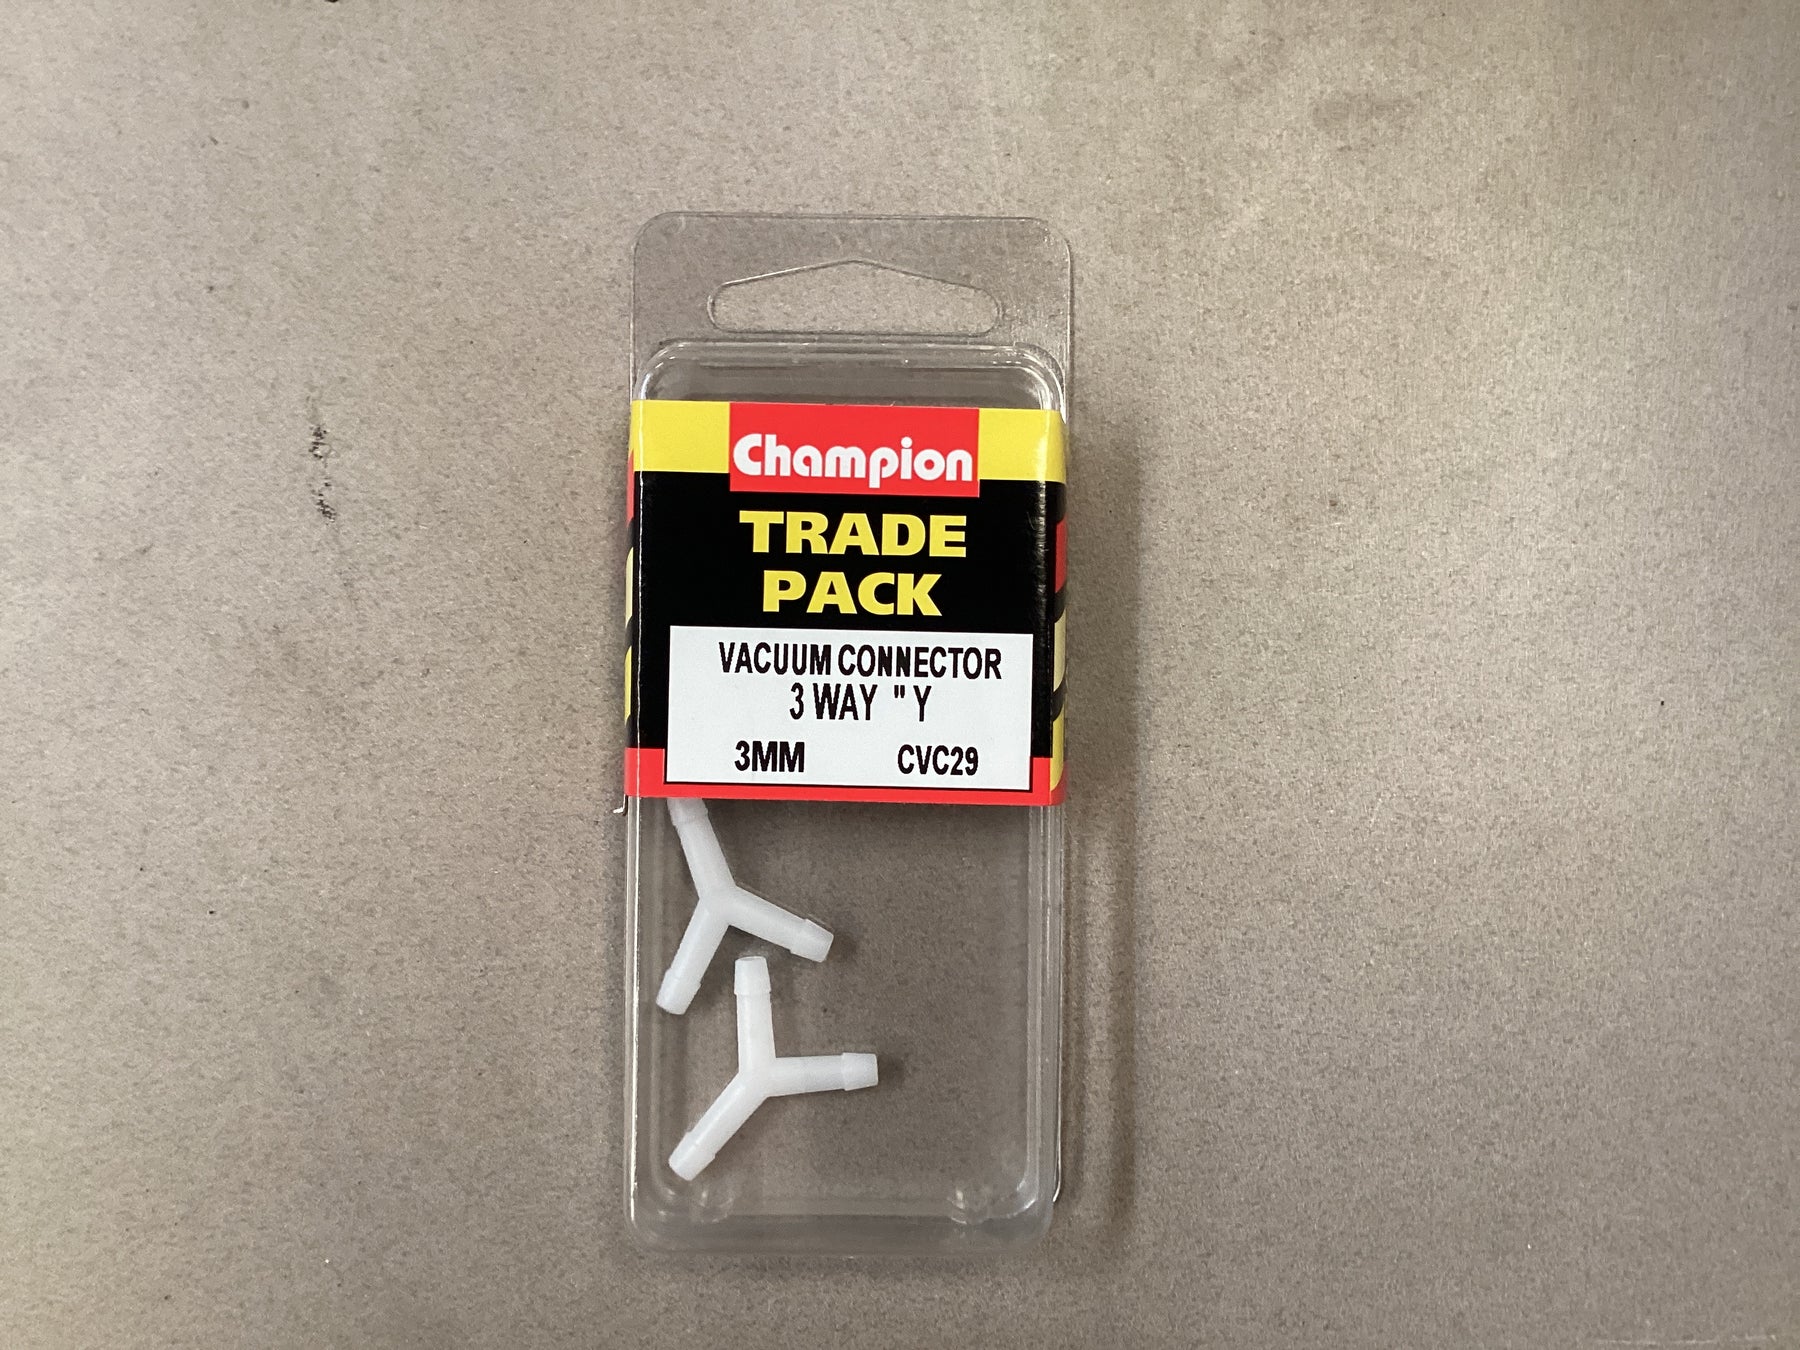 Champion
TRADE
PACK
VACUUM CONNECTOR
3 WAY " Y
3MM CVC29